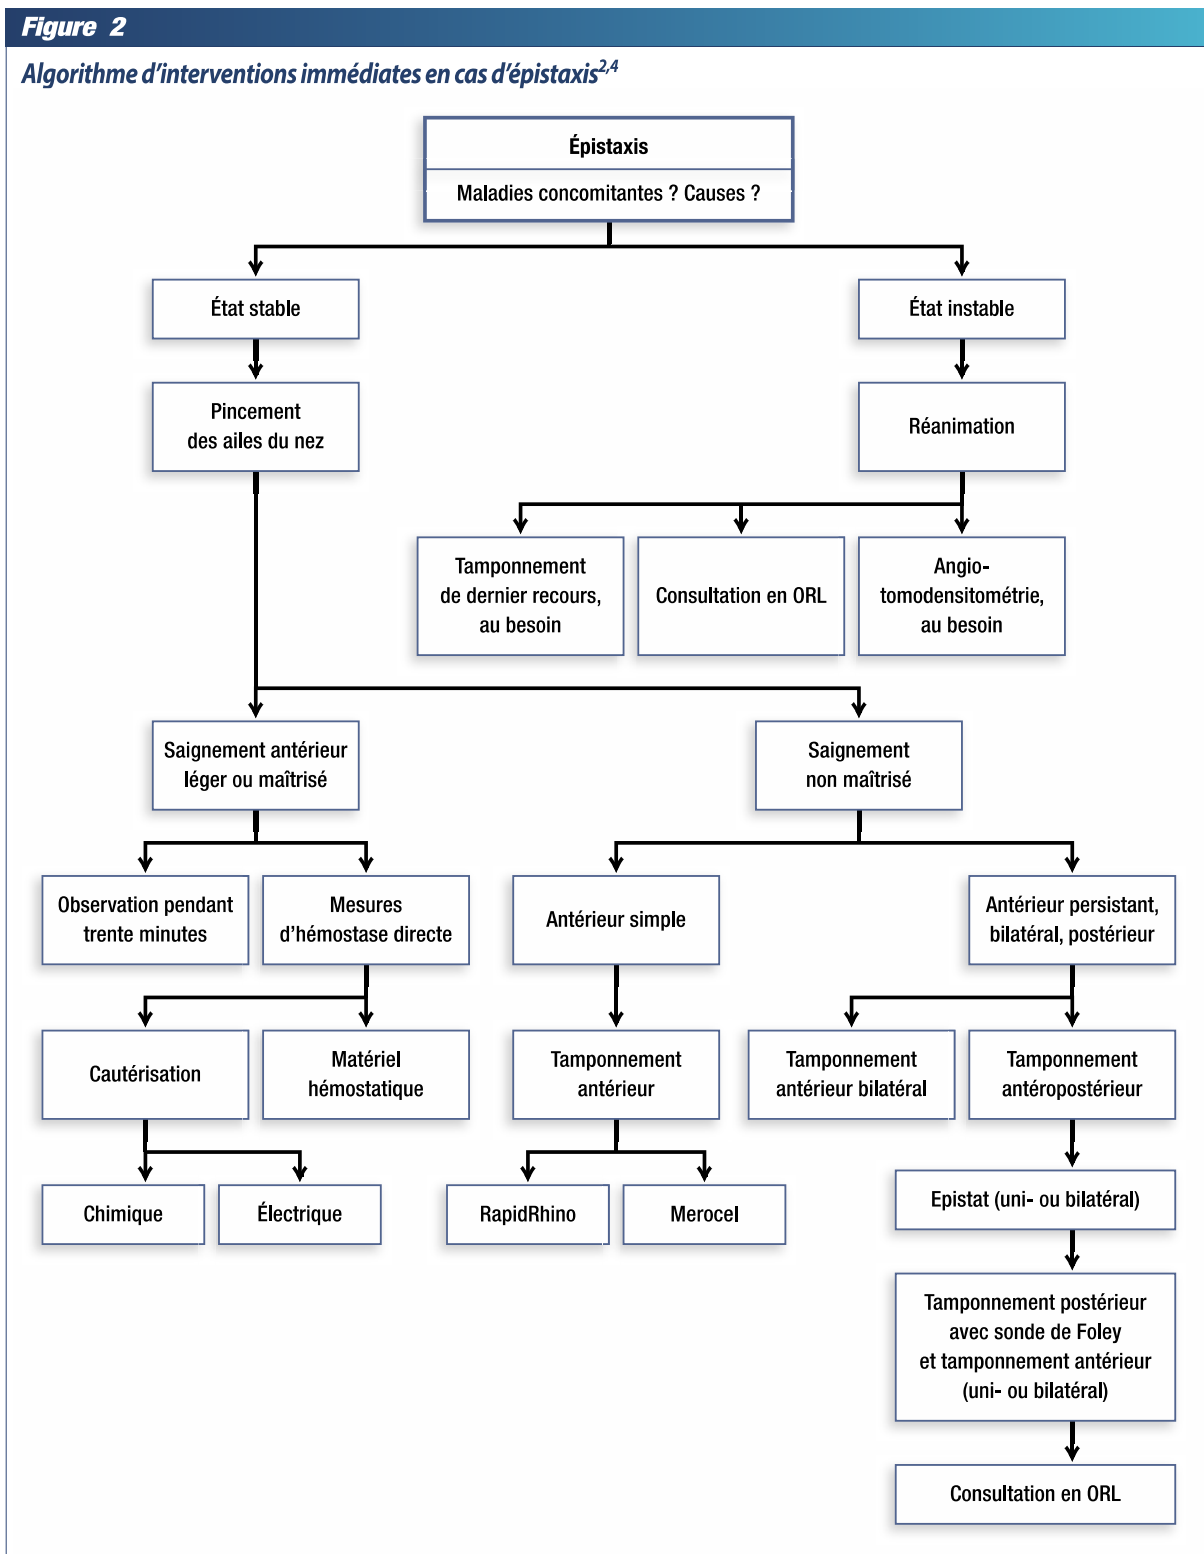 Figure 2
Algorithme d'interventions immédiates en cas d'épistaxis2,4
Épistaxis
Maladies concomitantes ? Causes ?
État stable
État instable
Pincement
des ailes du nez
Réanimation
Tamponnement
de dernier recours,
au besoin
Consultation en ORL
Angio-
tomodensitométrie,
au besoin
Saignement antérieur
léger ou maîtrisé
Saignement
non maîtrisé
Observation pendant
trente minutes
Mesures
d'hémostase directe
Antérieur simple
Antérieur persistant,
bilatéral, postérieur
Cautérisation
Matériel
hémostatique
Tamponnement
antérieur
Tamponnement
antérieur bilatéral
Tamponnement
antéropostérieur
Chimique
Électrique
RapidRhino
Merocel
Epistat (uni- ou bilatéral)
Tamponnement postérieur
avec sonde de Foley
et tamponnement antérieur
(uni- ou bilatéral)
Consultation en ORL